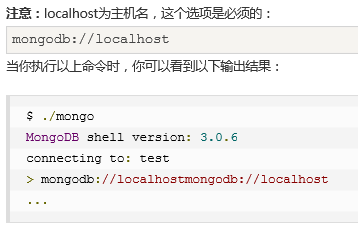 注意：localhost为主机名，这个选项是必须的：
mongodb://localhost
当你执行以上命令时，你可以看到以下输出结果：
$ ./mongo
MongoDB shell version: 3.0.6
connecting to: test
> mongodb://localhostmongodb://localhost
...